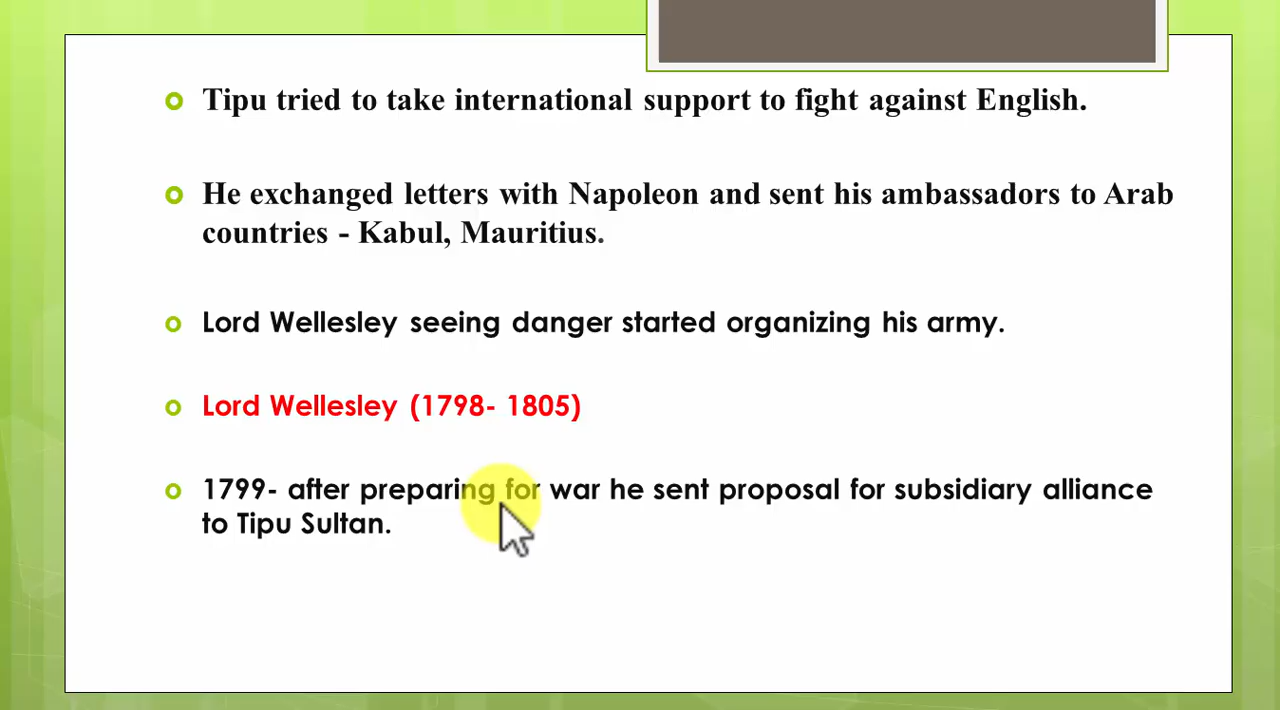 Tipu tried to take international support to fight against English.
He exchanged letters with Napoleon and sent his ambassadors to Arab
countries - Kabul, Mauritius.
Lord Wellesley seeing danger started organizing his army.
Lord Wellesley (1798- 1805)
1799- after preparing for war he sent proposal for subsidiary alliance
to Tipu Sultan.